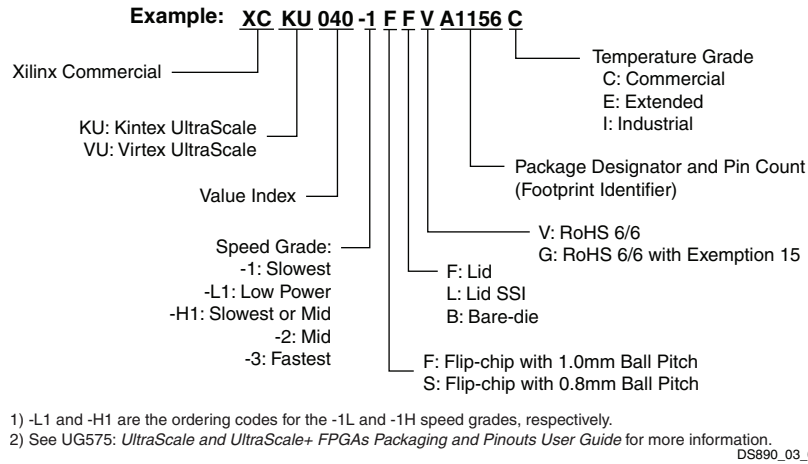 Example: XC KU 040 -1 F F V A1156 C
Temperature Grade
C: Commercial
E: Extended
I: Industrial
Xilinx Commercial
KU: Kintex UltraScale
VU: Virtex UltraScale
Package Designator and Pin Count
(Footprint Identifier)
Value Index
V: RoHS 6/6
G: RoHS 6/6 with Exemption 15
Speed Grade:
-1: Slowest
-L1: Low Power
-H1: Slowest or Mid
-2: Mid
-3: Fastest
F: Lid
L: Lid SSI
B: Bare-die
F: Flip-chip with 1.0mm Ball Pitch
S: Flip-chip with 0.8mm Ball Pitch
1) -L1 and -H1 are the ordering codes for the -1L and -1H speed grades, respectively.
2) See UG575: UltraScale and UltraScale+ FPGAs Packaging and Pinouts User Guide for more information.